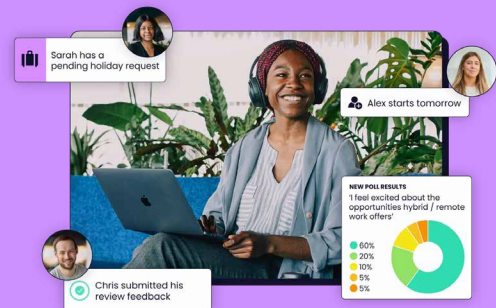 Sarah has a
pending holiday request
Alex starts tomorrow
NEW POLL RESULTS
'I feel excited about the
opportunities hybrid / remote
work offers'
60%
20%
10%
5%
5%
Chris submitted his
review feedback